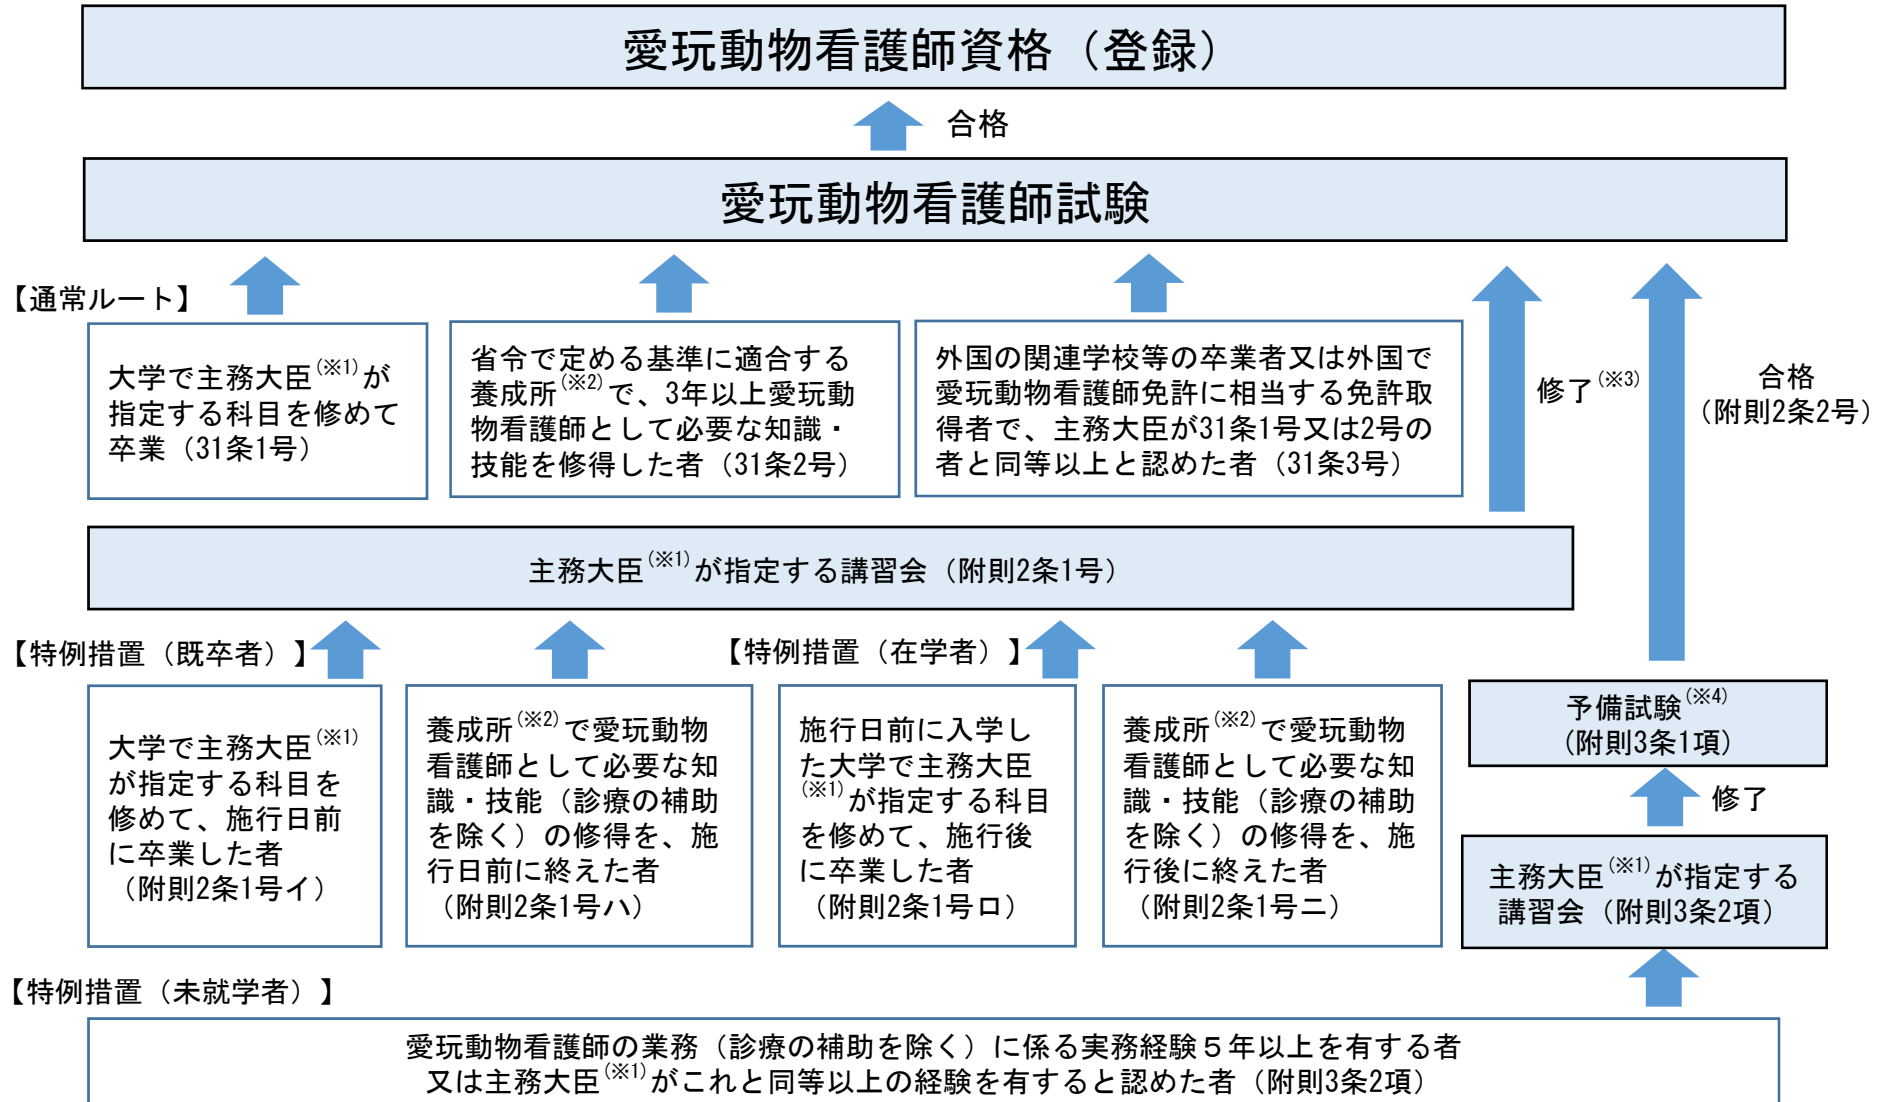 愛玩動物看護師資格（登録）
合格
愛玩動物看護師試験
【通常ルート】
大学で主務大臣(※1)が
指定する科目を修めて
卒業（31条1号）
省令で定める基準に適合する
養成所(※2)で、3年以上愛玩動
物看護師として必要な知識・
技能を修得した者（31条2号）
外国の関連学校等の卒業者又は外国で
愛玩動物看護師免許に相当する免許取
得者で、主務大臣が31条1号又は2号の
者と同等以上と認めた者（31条3号）
修了(※3)
合格
（附則2条2号）
主務大臣(※1)が指定する講習会（附則2条1号）
【特例措置（既卒者）】
【特例措置（在学者）】
大学で主務大臣(※1)
が指定する科目を
修めて、施行日前
に卒業した者
（附則2条1号イ）
養成所(※2)で愛玩動物
看護師として必要な知
識・技能（診療の補助
を除く）の修得を、施
行日前に終えた者
（附則2条1号ハ）
施行日前に入学し
た大学で主務大臣
(※1)が指定する科目
を修めて、施行後
に卒業した者
（附則2条1号ロ）
養成所(※2)で愛玩動物
看護師として必要な知
識・技能（診療の補助
を除く）の修得を、施
行後に終えた者
（附則2条1号ニ）
予備試験(※4)
（附則3条1項）
修了
主務大臣(※1)が指定する
講習会（附則3条2項）
【特例措置（未就学者）】
愛玩動物看護師の業務（診療の補助を除く）に係る実務経験５年以上を有する者
又は主務大臣(※1)がこれと同等以上の経験を有すると認めた者（附則3条2項）